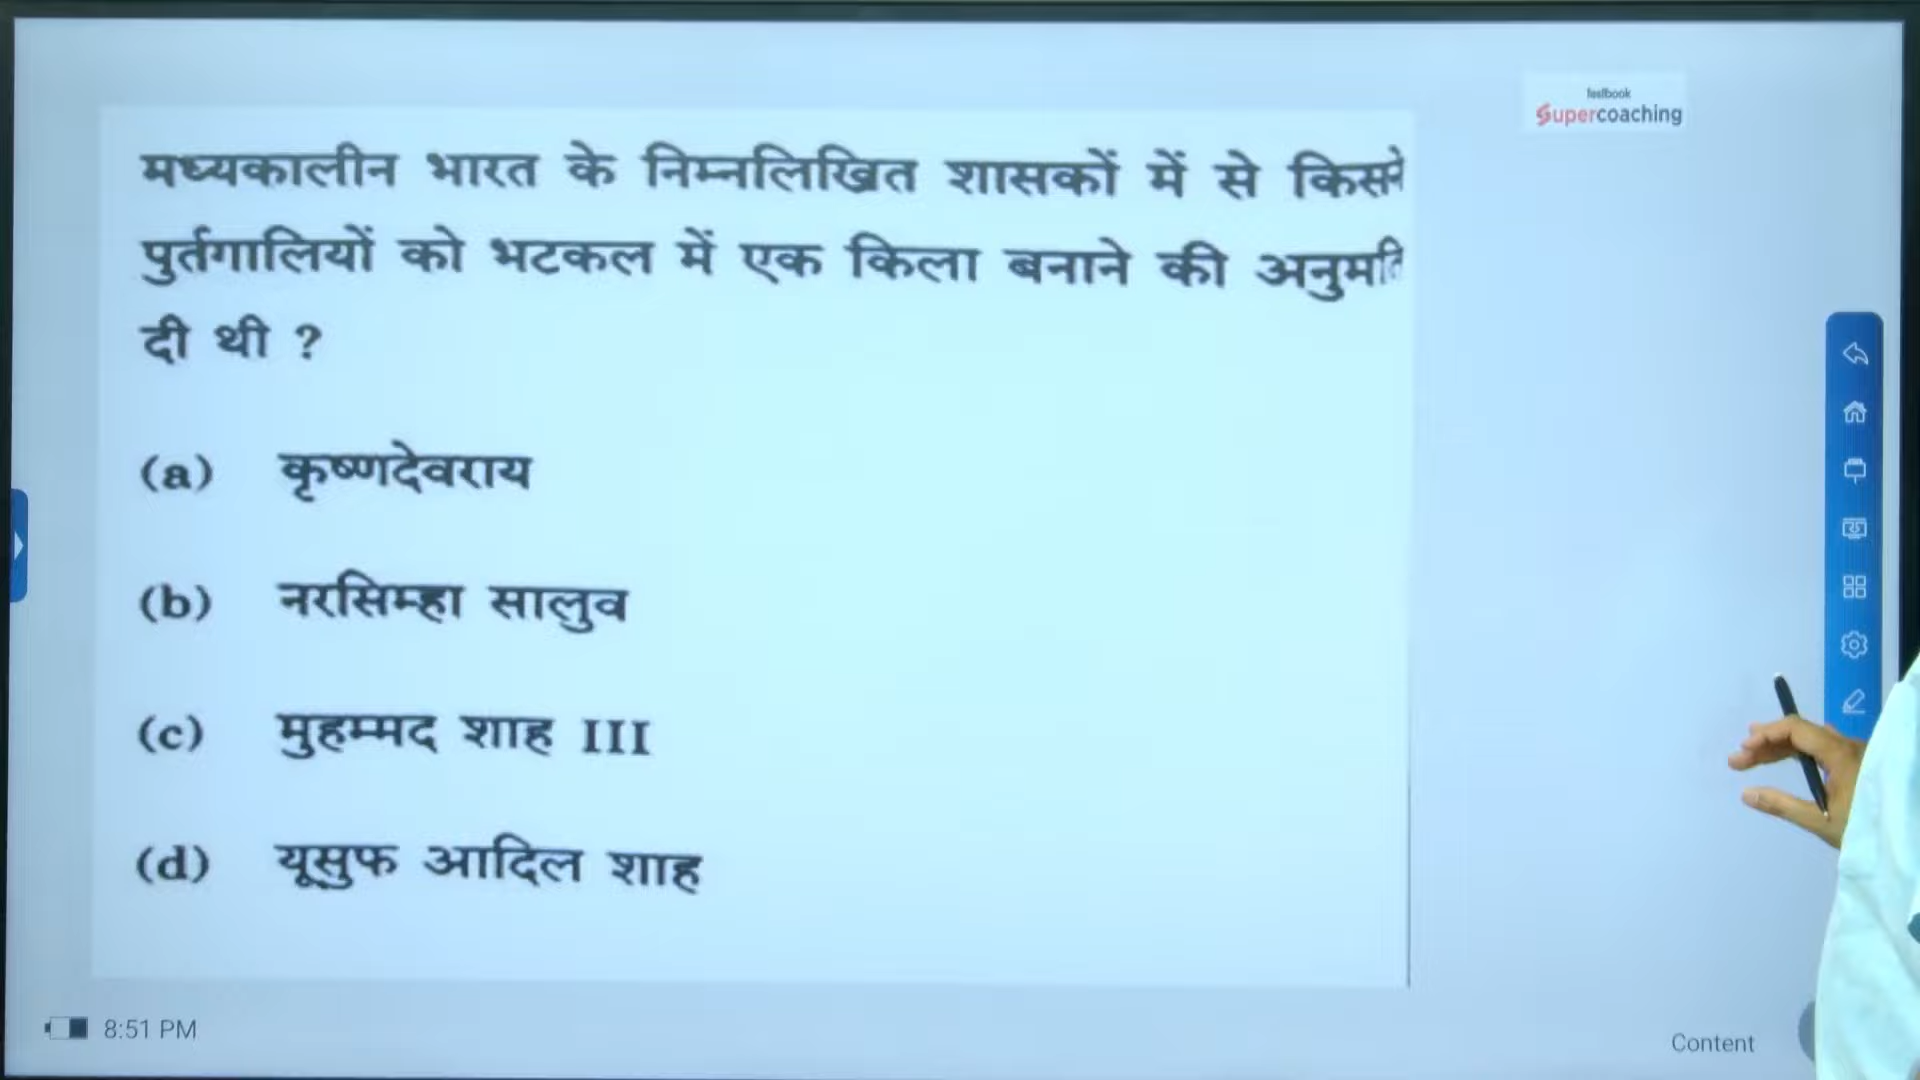 testbook
Supercoaching
मध्यकालीन भारत के निम्नलिखित शासकों में से किसने
पुर्तगालियों को भटकल में एक किला बनाने की अनुमति
दी थी ?
(a) कृष्णदेवराय
(b) नरसिम्हा सालुव
(c) मुहम्मद शाह III
(d) यूसुफ आदिल शाह
8:51 PM
Content